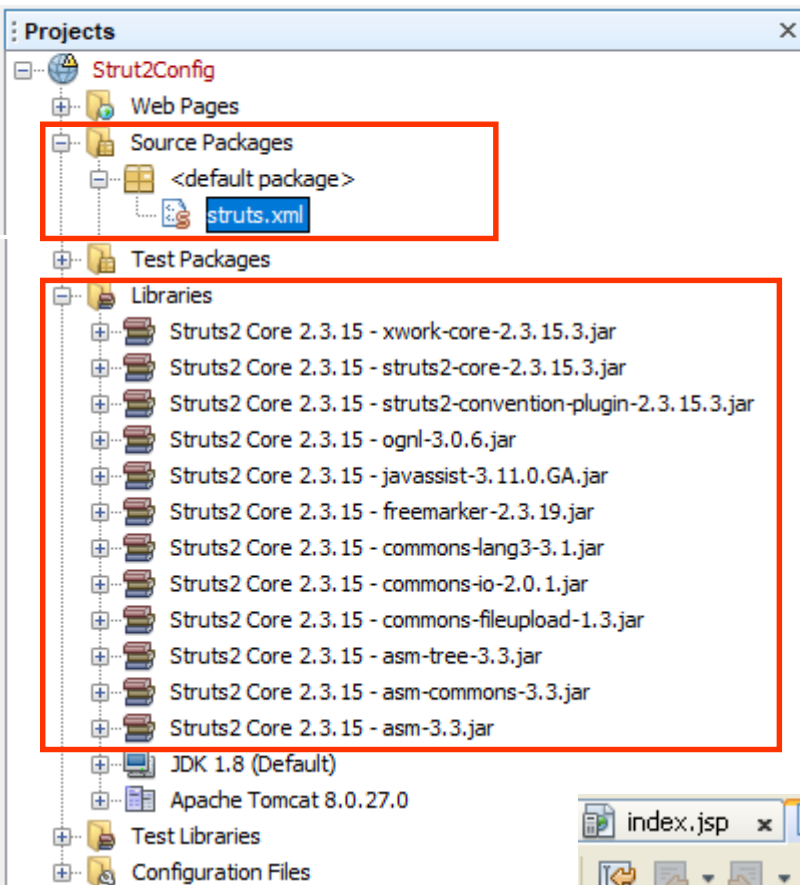 Projects
Strut2Config
Web Pages
Source Packages
<default package>
struts.xml
Test Packages
Libraries
Struts2 Core 2.3.15 - xwork-core-2.3.15.3.jar
Struts2 Core 2.3.15 - struts2-core-2.3.15.3.jar
Struts2 Core 2.3.15 - struts2-convention-plugin-2.3.15.3.jar
Struts2 Core 2.3.15 - ognl-3.0.6.jar
Struts2 Core 2.3.15 - javassist-3.11.0.GA.jar
Struts2 Core 2.3.15 - freemarker-2.3.19.jar
Struts2 Core 2.3.15 - commons-lang3-3.1.jar
Struts2 Core 2.3.15 - commons-io-2.0.1.jar
Struts2 Core 2.3.15 - commons-fileupload-1.3.jar
Struts2 Core 2.3.15 - asm-tree-3.3.jar
Struts2 Core 2.3.15 - asm-commons-3.3.jar
Struts2 Core 2.3.15 - asm-3.3.jar
JDK 1.8 (Default)
Apache Tomcat 8.0.27.0
index.jsp
Test Libraries
Configuration Files